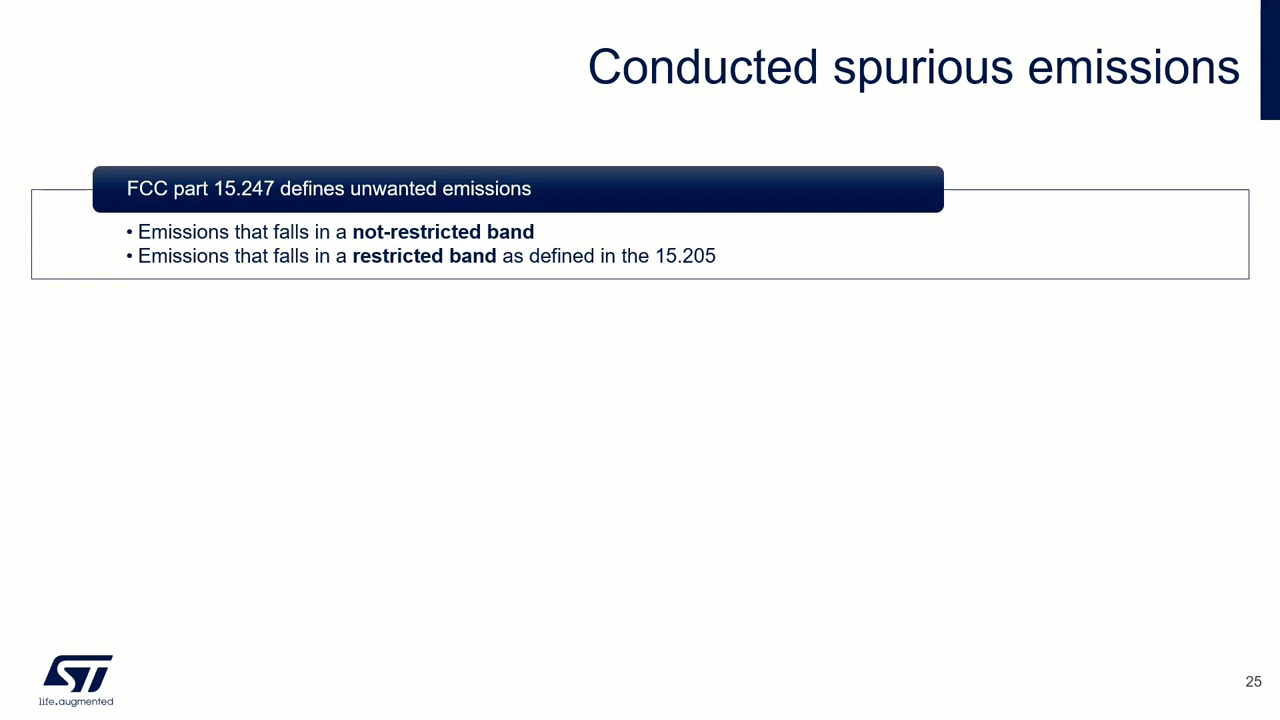 Conducted spurious emissions
FCC part 15.247 defines unwanted emissions
• Emissions that falls in a not-restricted band
• Emissions that falls in a restricted band as defined in the 15.205
ST
life.augmented
25